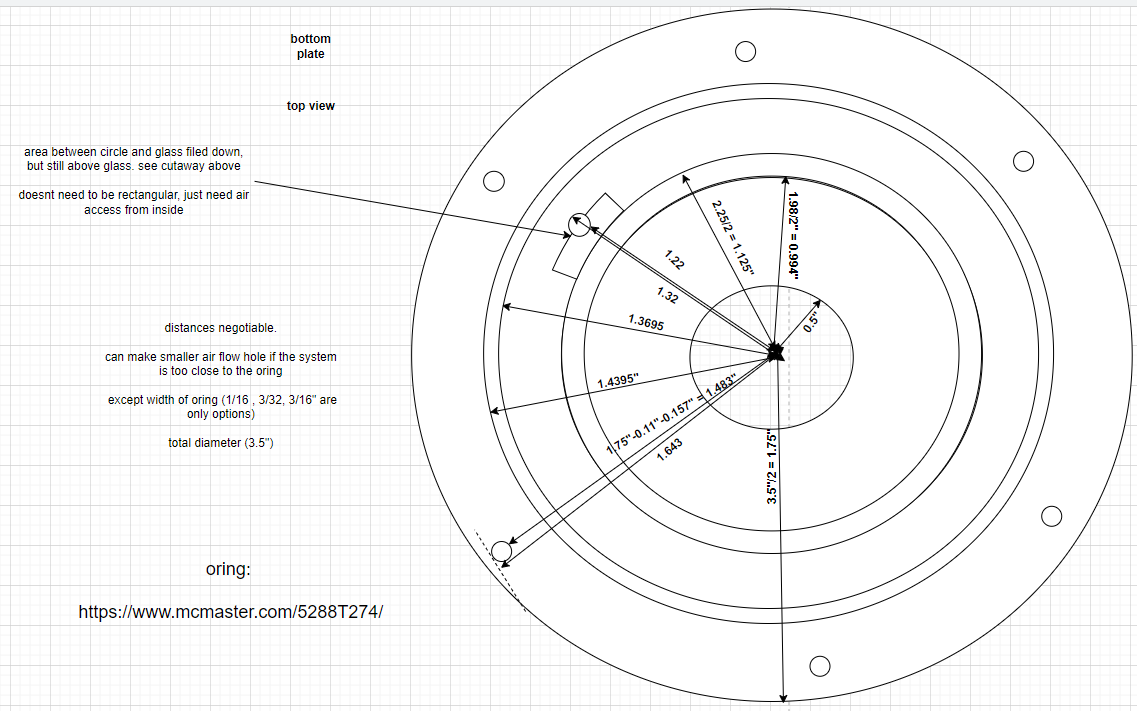 bottom
plate
top view
area between circle and glass filed down,
but still above glass. see cutaway above
doesnt need to be rectangular, just need air
access from inside
2.25/2 = 1.125"
1.98/2" = 0.994"
1.22
1.32
0.5"
1.3695
1.4395"
1.75"-0.11"-0.157" = 1.483"
1.643
3.5"/2 = 1.75"
distances negotiable.
can make smaller air flow hole if the system
is too close to the oring
except width of oring (1/16 , 3/32, 3/16" are
only options)
total diameter (3.5")
oring:
https://www.mcmaster.com/5288T274/